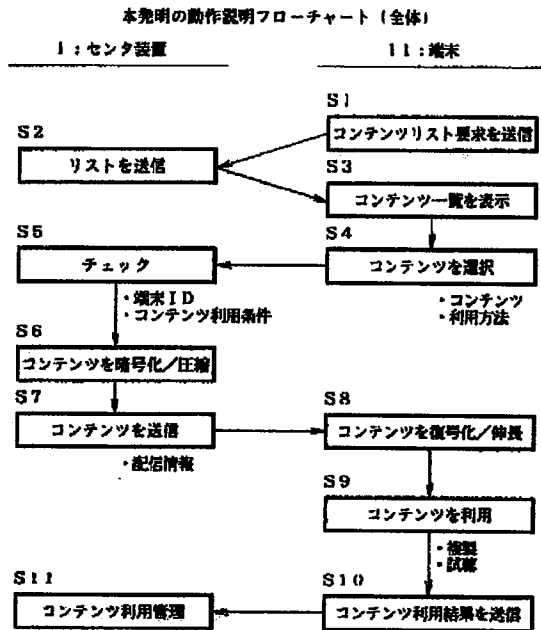 本発明の動作説明フローチャート(全体)
1:センタ装置
11:端末
S1
コンテンツリスト要求を送信
S2
リストを送信
S3
コンテンツ一覧を表示
S4
コンテンツを選択
・コンテンツ
・利用方法
S5
チェック
・端末ID
・コンテンツ利用条件
S6
コンテンツを暗号化/圧縮
S7
コンテンツを送信
・配信情報
S8
コンテンツを復号化/伸長
S9
コンテンツを利用
・複製
・試聴
S10
コンテンツ利用結果を送信
S11
コンテンツ利用管理